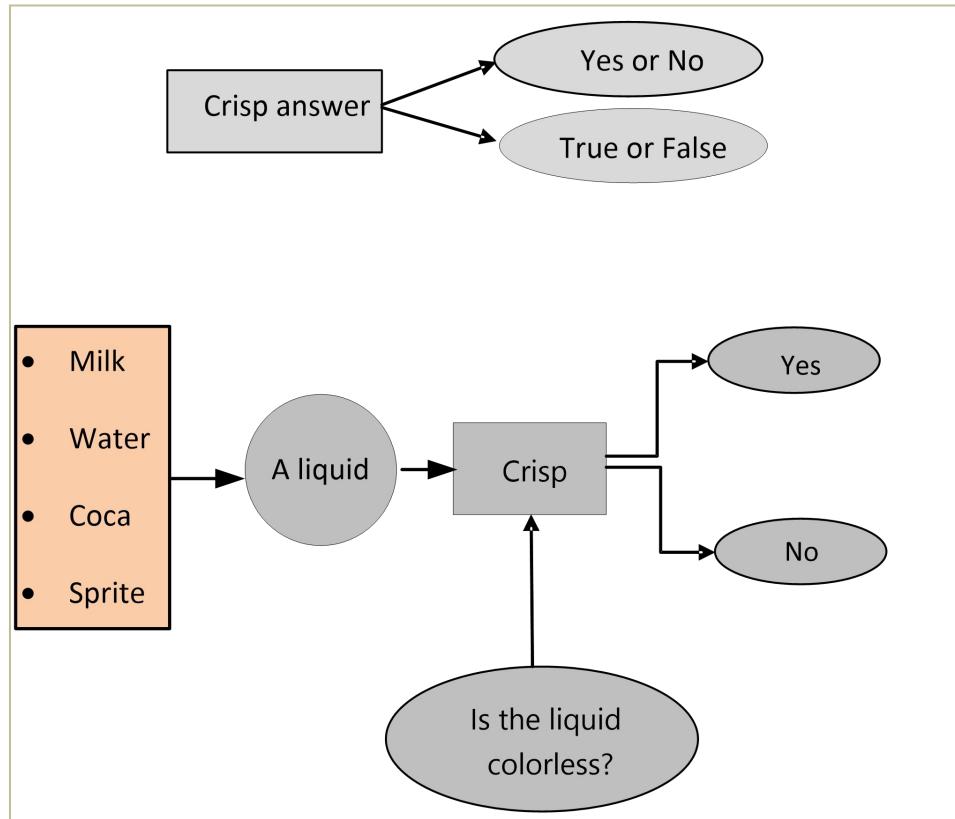 Yes or No
Crisp answer
True or False
• Milk
• Water
• Coca
• Sprite
A liquid
Crisp
Yes
No
Is the liquid
colorless?